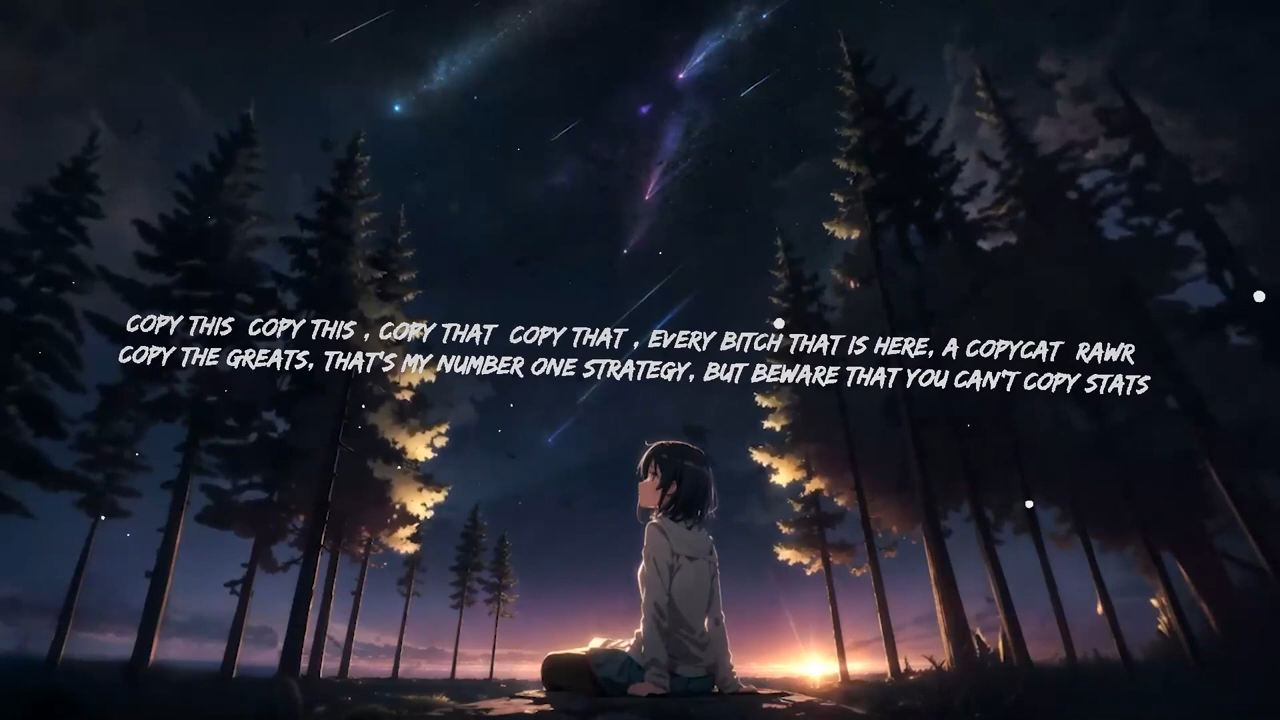 COPY THIS COPY THIS , COPY THAT COPY THAT , EVERY BITCH THAT IS HERE, A COPYCAT RAWR
COPY THE GREATS, THAT'S MY NUMBER ONE STRATEGY, BUT BEWARE THAT YOU CAN'T COPY STATS